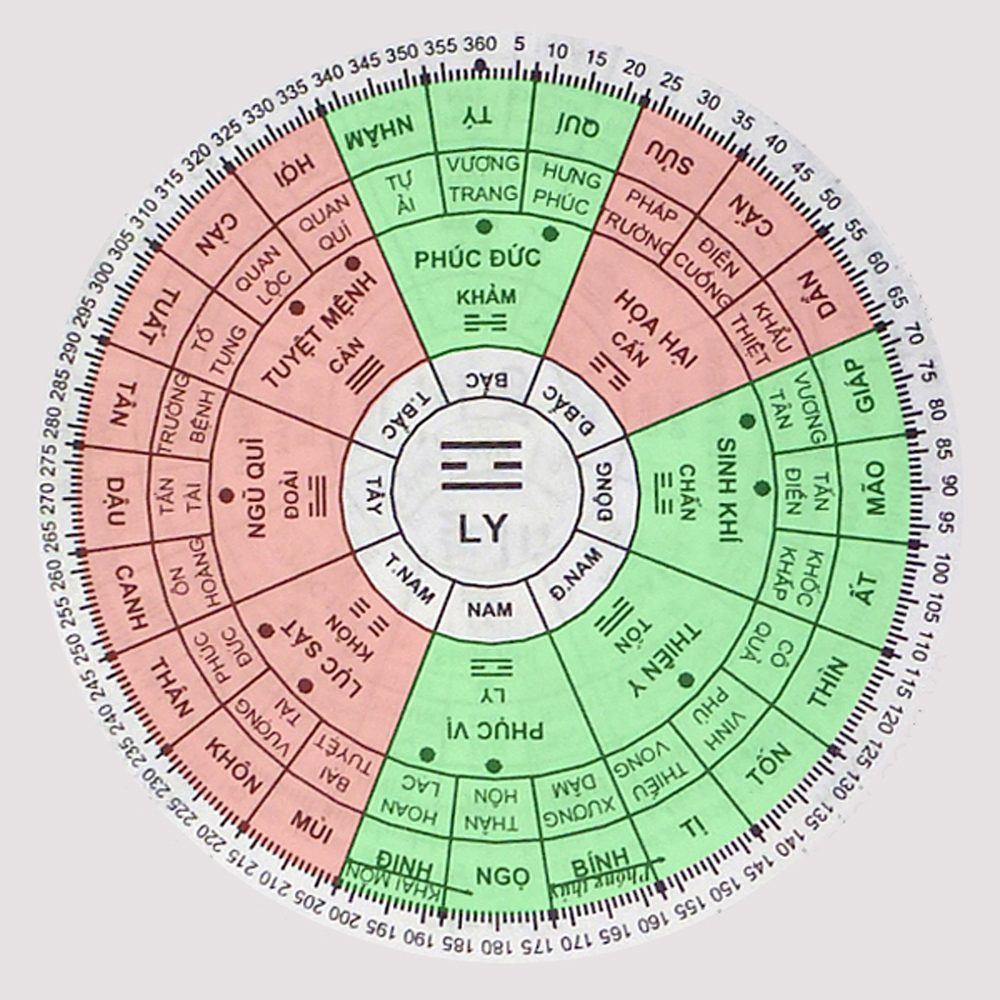 360
5
10
15
20
25
30
35
40
45
50
55
60
65
70
75
80
85
90
95
100
105
110
115
120
125
130
135
140
145
150
155
160
165
170
175
180
185
190
195
200
205
210
215
220
225
230
235
240
245
250
255
260
265
270
275
280
285
290
295
300
305
310
315
320
325
330
335
340
345
350
355
NHÂM
TÝ
QUÍ
SỬU
CẤN
DẦN
GIÁP
MÃO
ẤT
THÌN
TỐN
TỊ
BÍNH
Phong thủy
NGỌ
ĐINH
KHAI MÔN
MÙI
KHÔN
THÂN
CANH
DẬU
TÂN
TUẤT
CÀN
HỢI
TỰ
ẢI
VƯƠNG
TRANG
HƯNG
PHÚC
PHÁP
TRƯỜNG
ĐIÊN
CUỒNG
KHẨU
THIỆT
VƯƠNG
TÂN
TẤN
ĐIỀN
KHỐC
KHẤP
CÔ
QUẢ
VINH
PHÚ
THIẾU
VONG
XƯƠNG
DÂM
THÂN
HÔN
HOAN
LẠC
BẠI
TUYỆT
VƯỢNG
TÀI
PHÚC
ĐỨC
ÔN
HOÀNG
TẤN
TÀI
TRƯỜNG
BỆNH
TỐ
TỤNG
QUAN
LỘC
QUAN
QUÍ
PHÚC ĐỨC
KHẢM
HỌA HẠI
CẤN
SINH KHÍ
CHẤN
THIÊN Y
TỐN
PHỤC VỊ
LY
LỤC SÁT
KHÔN
NGŨ QUỈ
ĐOÀI
TUYỆT MỆNH
CÀN
BẮC
Đ.BẮC
ĐÔNG
Đ.NAM
NAM
T.NAM
TÂY
T.BẮC
LY